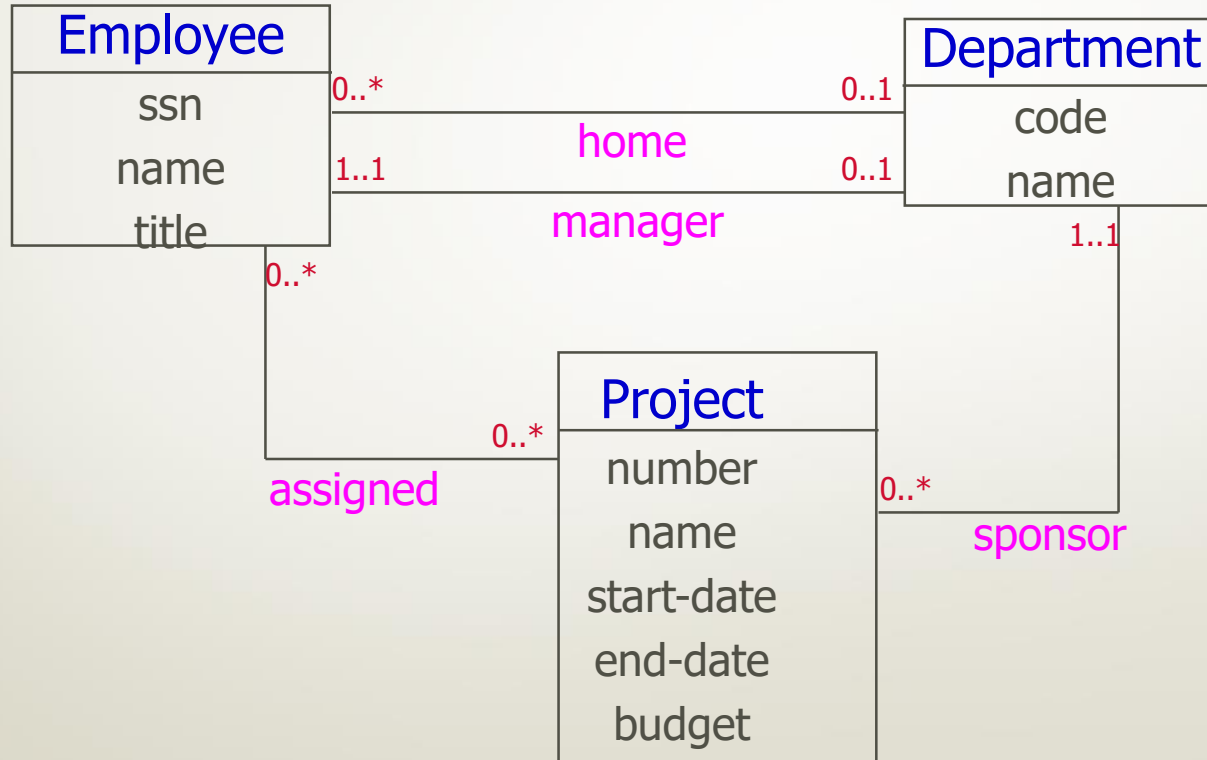 Employee
ssn
name
title
Department
code
name
0..*
0..1
home
1..1
0..1
manager
0..*
1..1
Project
number
name
start-date
end-date
budget
0..*
assigned
0..*
sponsor